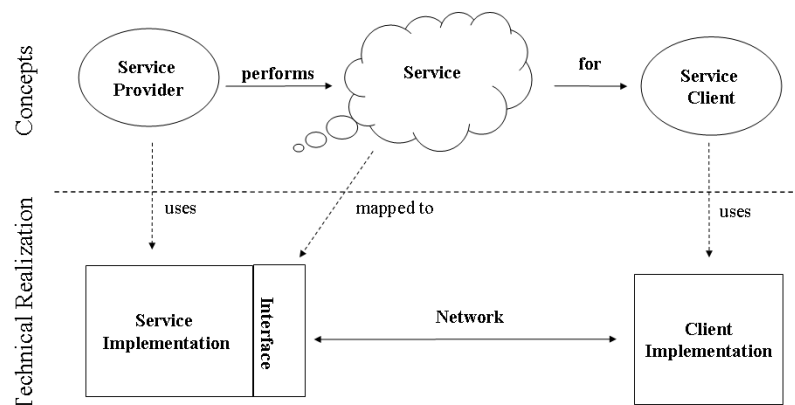 Concepts
Service
Provider
performs
Service
for
Service
Client
uses
mapped to
uses
Technical Realization
Service
Implementation
Interface
Network
Client
Implementation